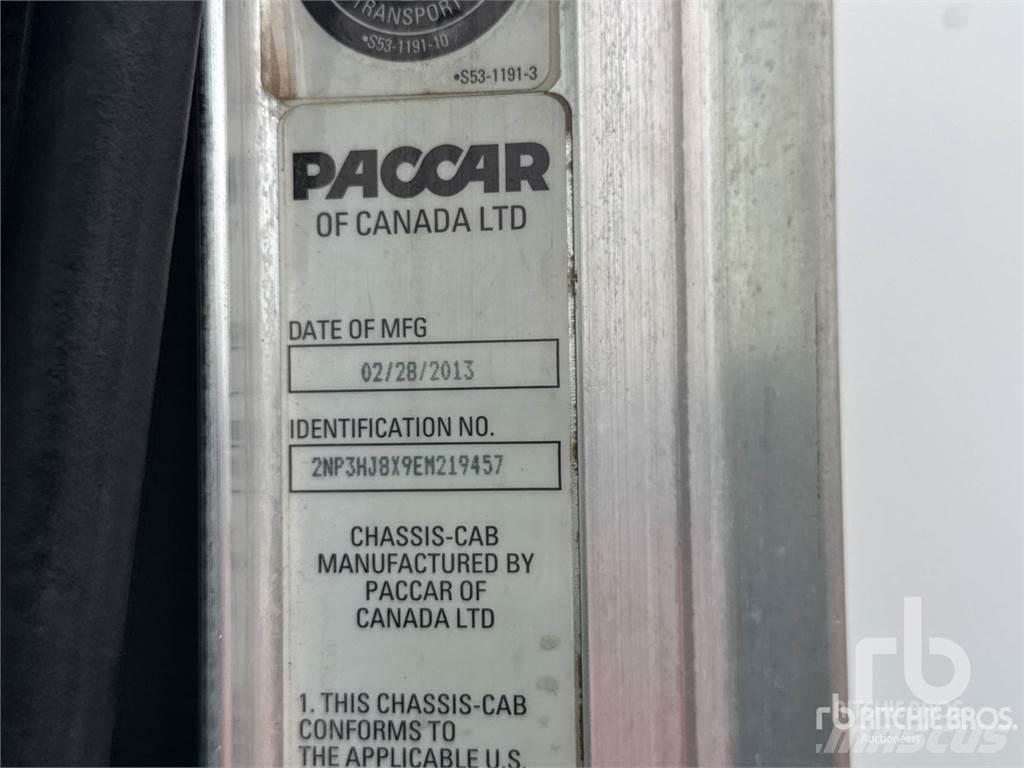 TRANSPORT
•S53-1191-10
•S53-1191-3
PACCAR
OF CANADA LTD
DATE OF MFG
02/28/2013
IDENTIFICATION NO.
2NP3HJ8X9EM219457
CHASSIS-CAB
MANUFACTURED BY
PACCAR OF
CANADA LTD
1. THIS CHASSIS-CAB
CONFORMS TO
THE APPLICABLE U.S.
rb
rb RITCHIE BROS.
Auctioneers